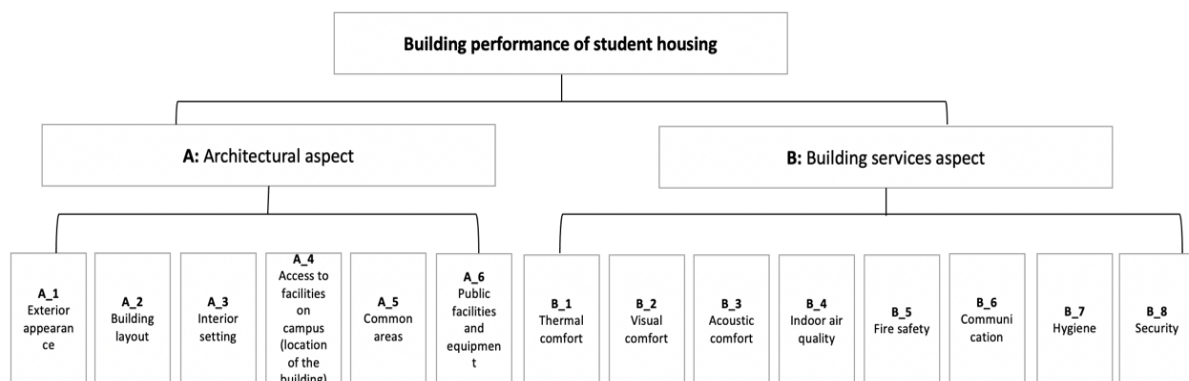 Building performance of student housing
A: Architectural aspect
B: Building services aspect
A_1
Exterior
appearan
ce
A_2
Building
layout
A_3
Interior
setting
A_4
Access to
facilities
on
campus
(location
of the
building)
A_5
Common
areas
A_6
Public
facilities
and
equipmen
t
B_1
Thermal
comfort
B_2
Visual
comfort
B_3
Acoustic
comfort
B_4
Indoor air
quality
B_5
Fire safety
B_6
Communi
cation
B_7
Hygiene
B_8
Security